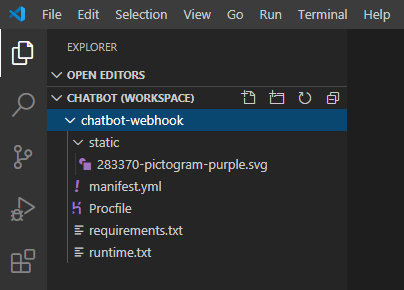 File Edit Selection View Go Run Terminal Help
EXPLORER
OPEN EDITORS
CHATBOT (WORKSPACE)
chatbot-webhook
static
283370-pictogram-purple.svg
manifest.yml
Procfile
requirements.txt
runtime.txt